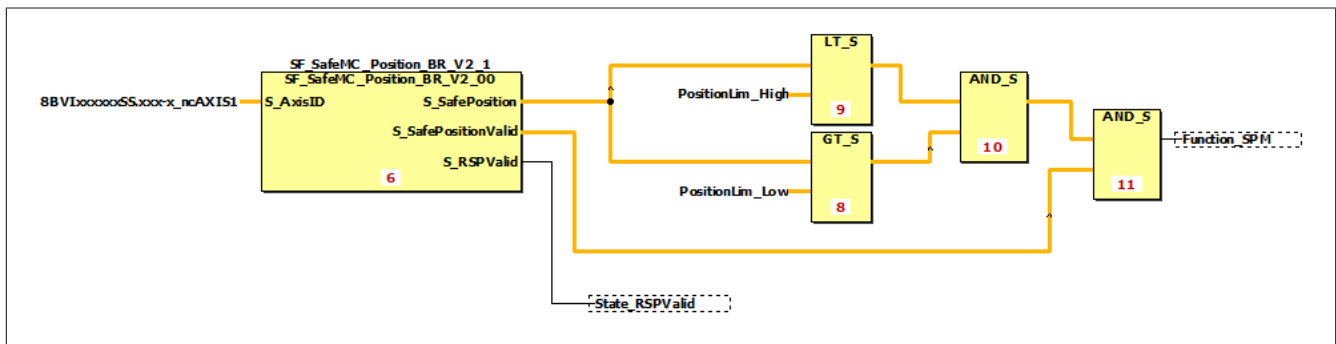 SF_SafeMC_Position_BR_V2_1
SF_SafeMC_Position_BR_V2_00
8BVIxxxxxxSS.xxx-x_ncAXIS1
S_AxisID
S_SafePosition
S_SafePositionValid
S_RSPValid
6
LT_S
PositionLim_High
9
GT_S
PositionLim_Low
8
AND_S
10
AND_S
11
Function_SPM
State_RSPValid